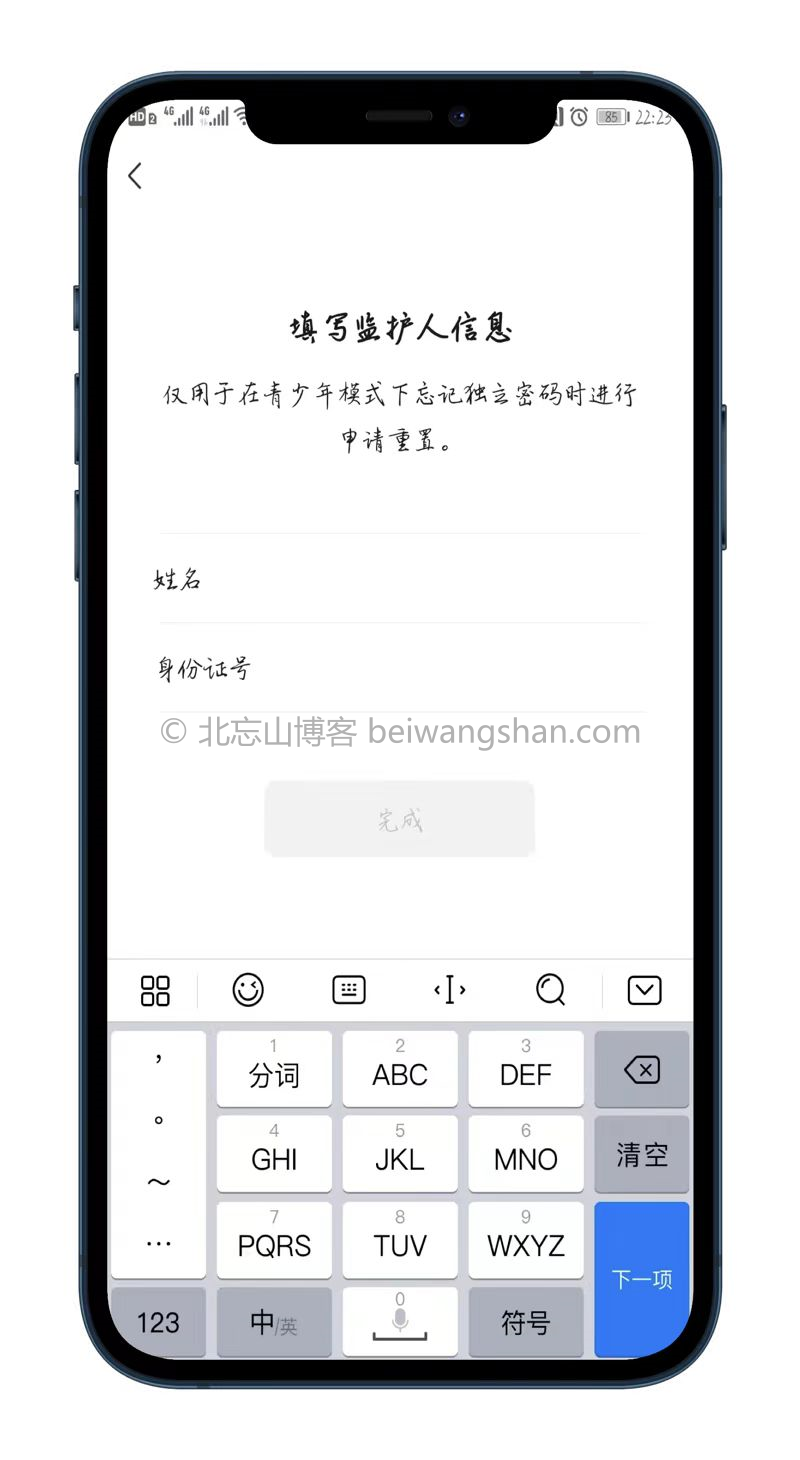 HD 2 4G 4G 85 22:23
填写监护人信息
仅用于在青少年模式下忘记独立密码时进行
申请重置。
姓名
身份证号
© 北忘山博客 beiwangshan.com
完成
， 1 分词 2 ABC 3 DEF
。 4 GHI 5 JKL 6 MNO 清空
～
… 7 PQRS 8 TUV 9 WXYZ 下一项
123 中/英 0 符号